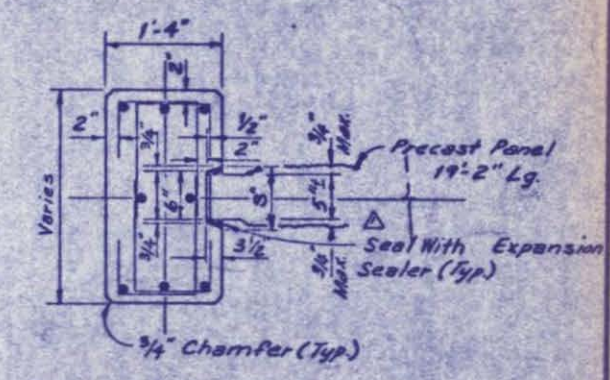 1'-4"
2"
2"
3/4"
1/2"
2"
3/4"
Max.
Precast Panel
19'-2" Lg.
Varies
6"
8"
5"±
3/4"
3 1/2
3/4"
Max.
Seal With Expansion
Sealer (Typ.)
3/4" Chamfer (Typ.)